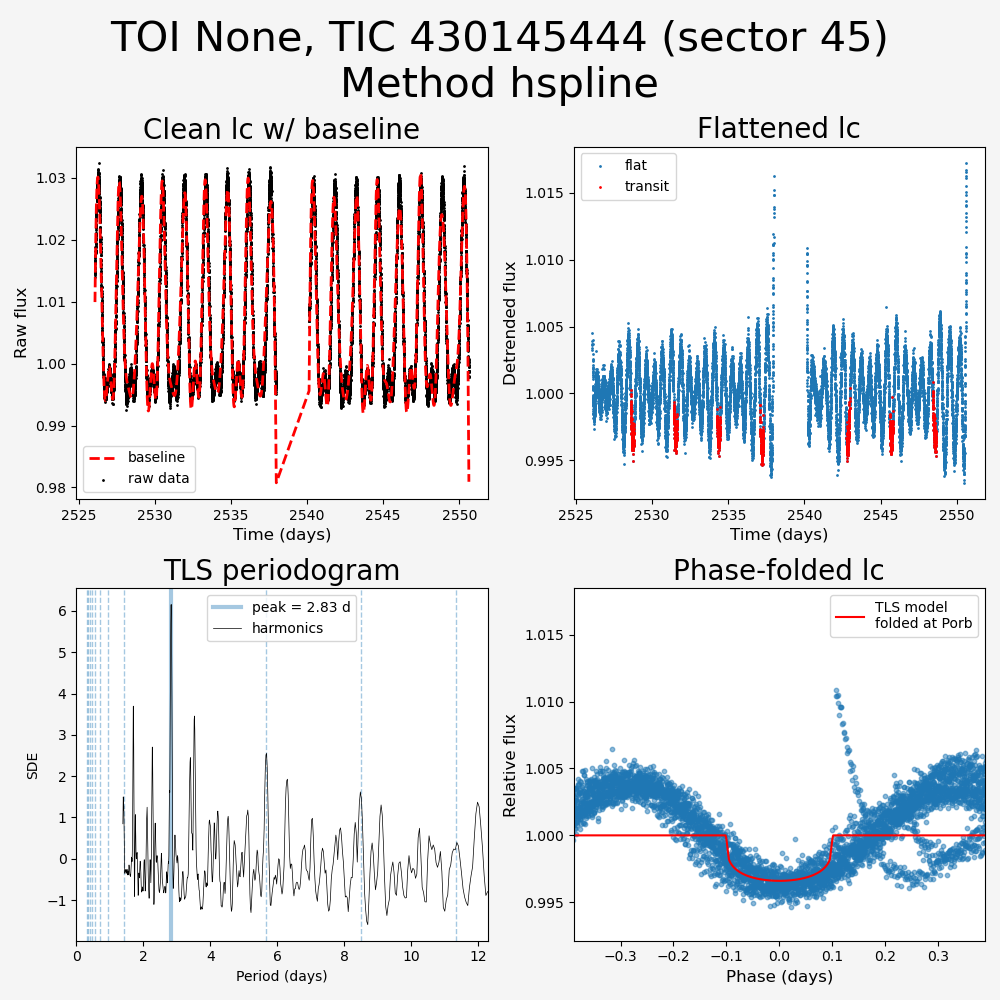 TOI None, TIC 430145444 (sector 45)
Method hspline
Clean lc w/ baseline
Raw flux
1.03
1.02
1.01
1.00
0.99
0.98
baseline
raw data
2525 2530 2535 2540 2545 2550
Time (days)
Flattened lc
Detrended flux
1.015
1.010
1.005
1.000
0.995
flat
transit
2525 2530 2535 2540 2545 2550
Time (days)
TLS periodogram
SDE
6
5
4
3
2
1
0
−1
peak = 2.83 d
harmonics
0 2 4 6 8 10 12
Period (days)
Phase-folded lc
Relative flux
1.015
1.010
1.005
1.000
0.995
TLS model
folded at Porb
−0.3 −0.2 −0.1 0.0 0.1 0.2 0.3
Phase (days)